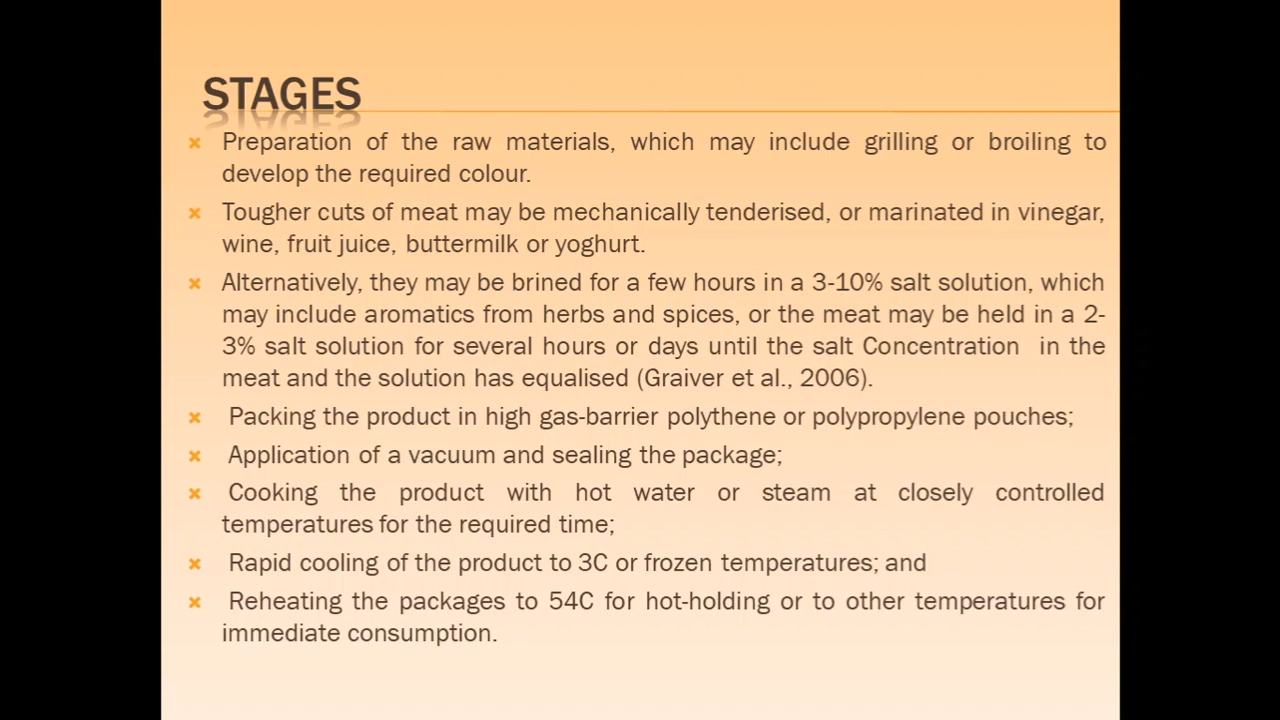 STAGES
Preparation of the raw materials, which may include grilling or broiling to
develop the required colour.
Tougher cuts of meat may be mechanically tenderised, or marinated in vinegar,
wine, fruit juice, buttermilk or yoghurt.
Alternatively, they may be brined for a few hours in a 3-10% salt solution, which
may include aromatics from herbs and spices, or the meat may be held in a 2-
3% salt solution for several hours or days until the salt Concentration in the
meat and the solution has equalised (Graiver et al., 2006).
Packing the product in high gas-barrier polythene or polypropylene pouches;
Application of a vacuum and sealing the package;
Cooking the product with hot water or steam at closely controlled
temperatures for the required time;
Rapid cooling of the product to 3C or frozen temperatures; and
Reheating the packages to 54C for hot-holding or to other temperatures for
immediate consumption.